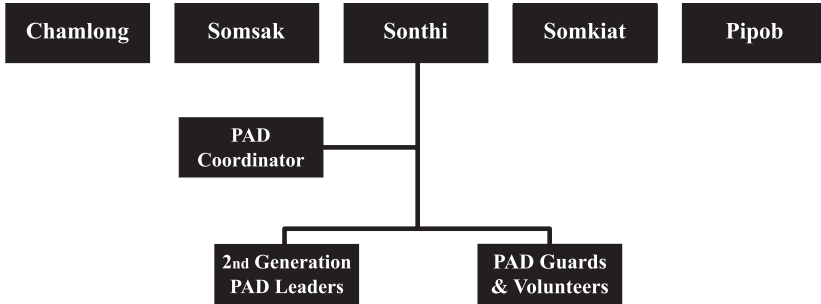 Chamlong
Somsak
Sonthi
Somkiat
Pipob
PAD
Coordinator
2nd Generation
PAD Leaders
PAD Guards
& Volunteers